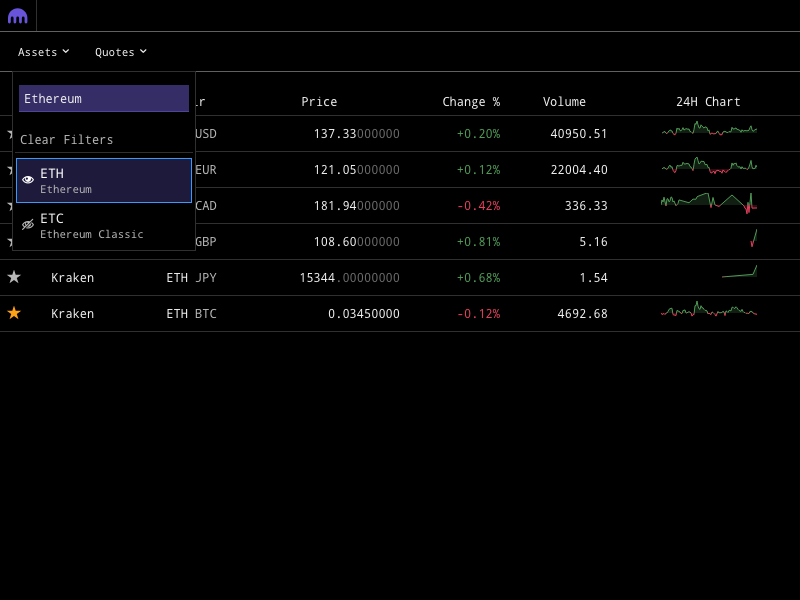 Assets Quotes
Ethereum
r Price Change % Volume 24H Chart
USD 137.33000000 +0.20% 40950.51
Clear Filters
EUR 121.05000000 +0.12% 22004.40
ETH
Ethereum
CAD 181.94000000 -0.42% 336.33
ETC
Ethereum Classic
GBP 108.60000000 +0.81% 5.16
Kraken ETH JPY 15344.00000000 +0.68% 1.54
Kraken ETH BTC 0.03450000 -0.12% 4692.68